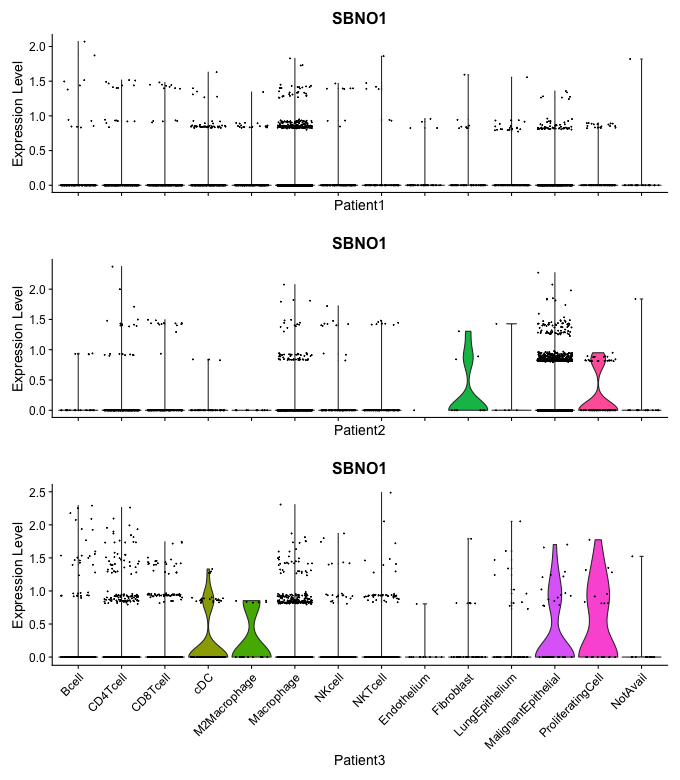 SBNO1
Expression Level
2.0
1.5
1.0
0.5
0.0
Patient1
SBNO1
Expression Level
2.0
1.5
1.0
0.5
0.0
Patient2
SBNO1
Expression Level
2.5
2.0
1.5
1.0
0.5
0.0
Bcell
CD4Tcell
CD8Tcell
cDC
M2Macrophage
Macrophage
NKcell
NKTcell
Endothelium
Fibroblast
LungEpithelium
MalignantEpithelial
ProliferatingCell
NotAvail
Patient3